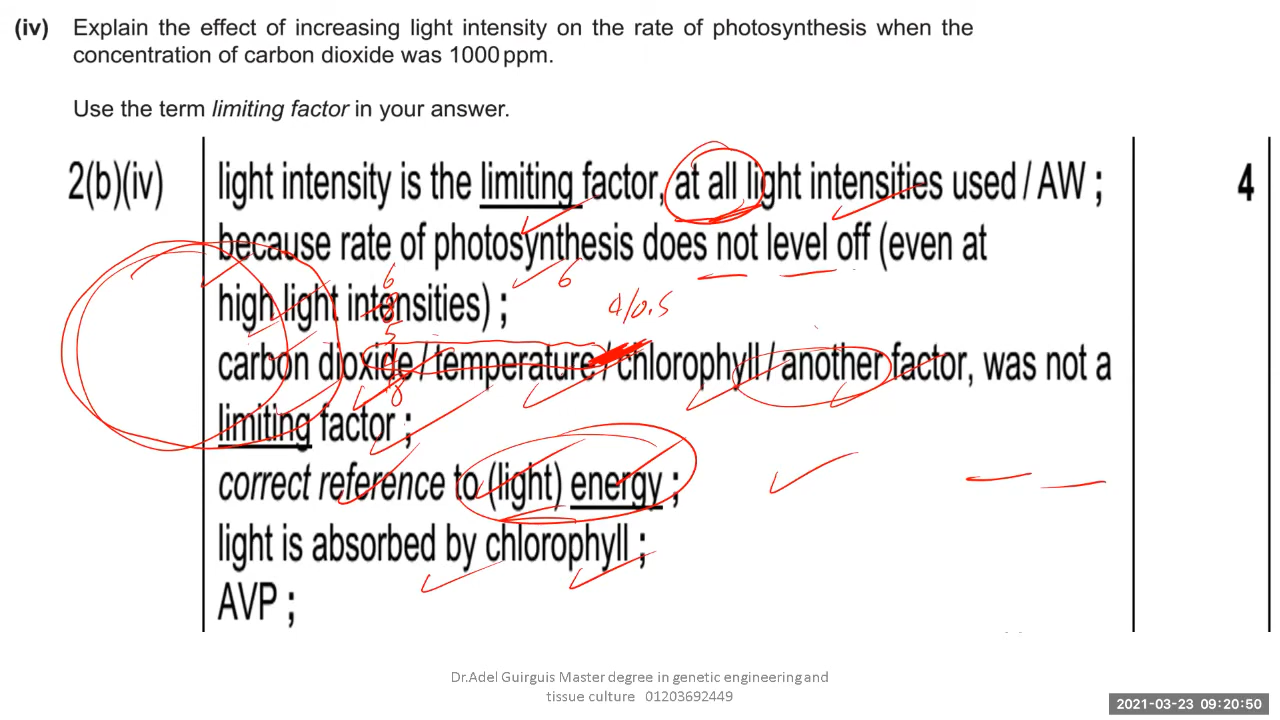 (iv) Explain the effect of increasing light intensity on the rate of photosynthesis when the
concentration of carbon dioxide was 1000 ppm.
Use the term limiting factor in your answer.
2(b)(iv) light intensity is the limiting factor, at all light intensities used / AW ; 4
because rate of photosynthesis does not level off (even at
6 6
high light intensities) ; 4/0.5
8
5
carbon dioxide / temperature / chlorophyll / another factor, was not a
18
limiting factor ;
correct reference to (light) energy ;
light is absorbed by chlorophyll ;
AVP ;
Dr.Adel Guirguis Master degree in genetic engineering and
tissue culture 01203692449
2021-03-23 09:20:50